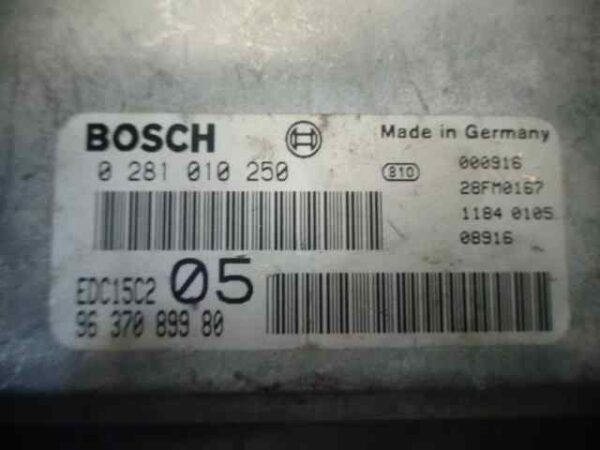 BOSCH
Made in Germany
0 281 010 250
810
000916
28FM0167
1184 0105
08916
EDC15C2 05
96 370 899 80